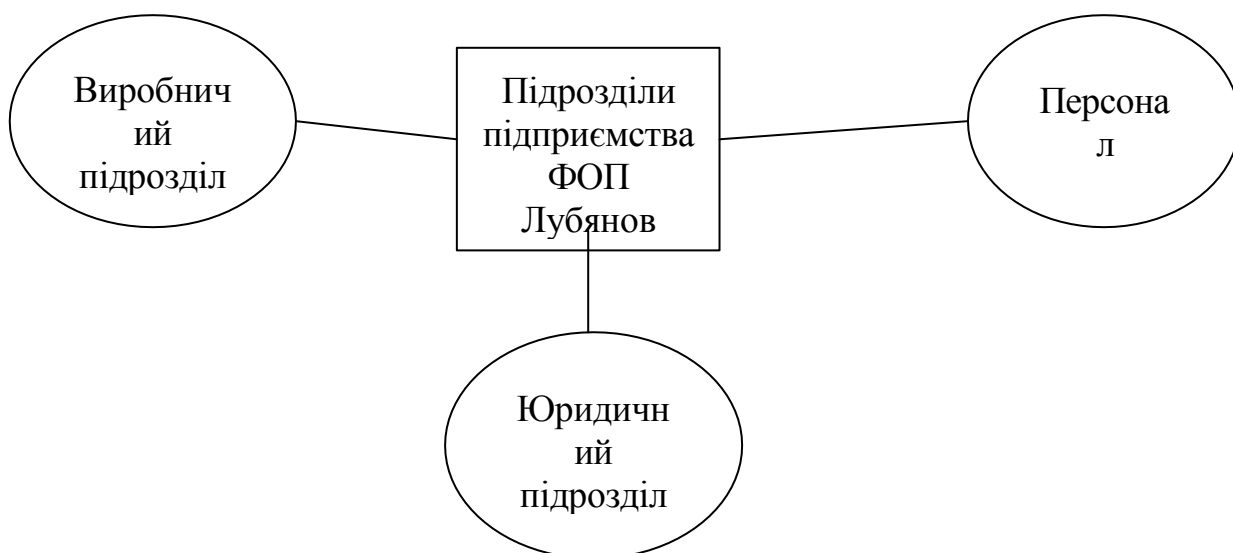 Виробнич
ий
підрозділ
Підрозділи
підприємства
ФОП
Лубянов
Персона
л
Юридичн
ий
підрозділ